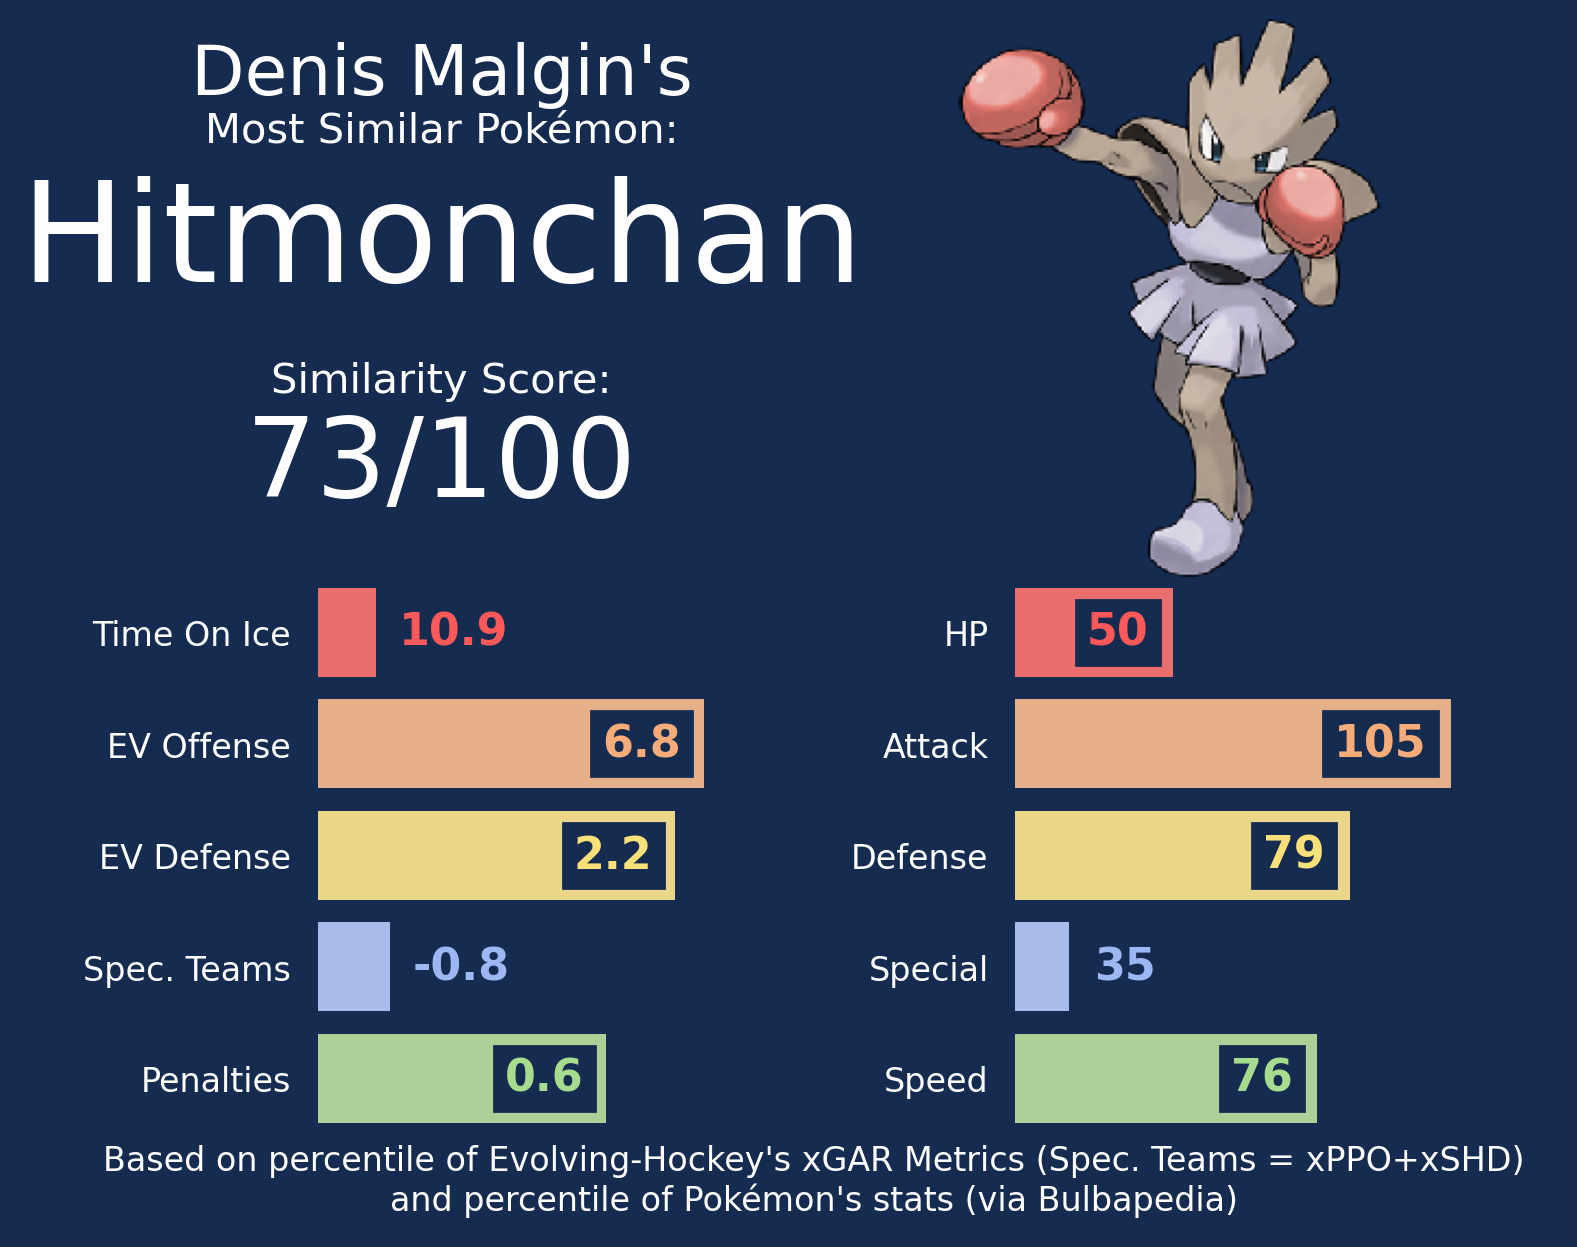 Denis Malgin's
Most Similar Pokémon:
Hitmonchan
Similarity Score:
73/100
Time On Ice 10.9
EV Offense 6.8
EV Defense 2.2
Spec. Teams -0.8
Penalties 0.6
HP 50
Attack 105
Defense 79
Special 35
Speed 76
Based on percentile of Evolving-Hockey's xGAR Metrics (Spec. Teams = xPPO+xSHD)
and percentile of Pokémon's stats (via Bulbapedia)